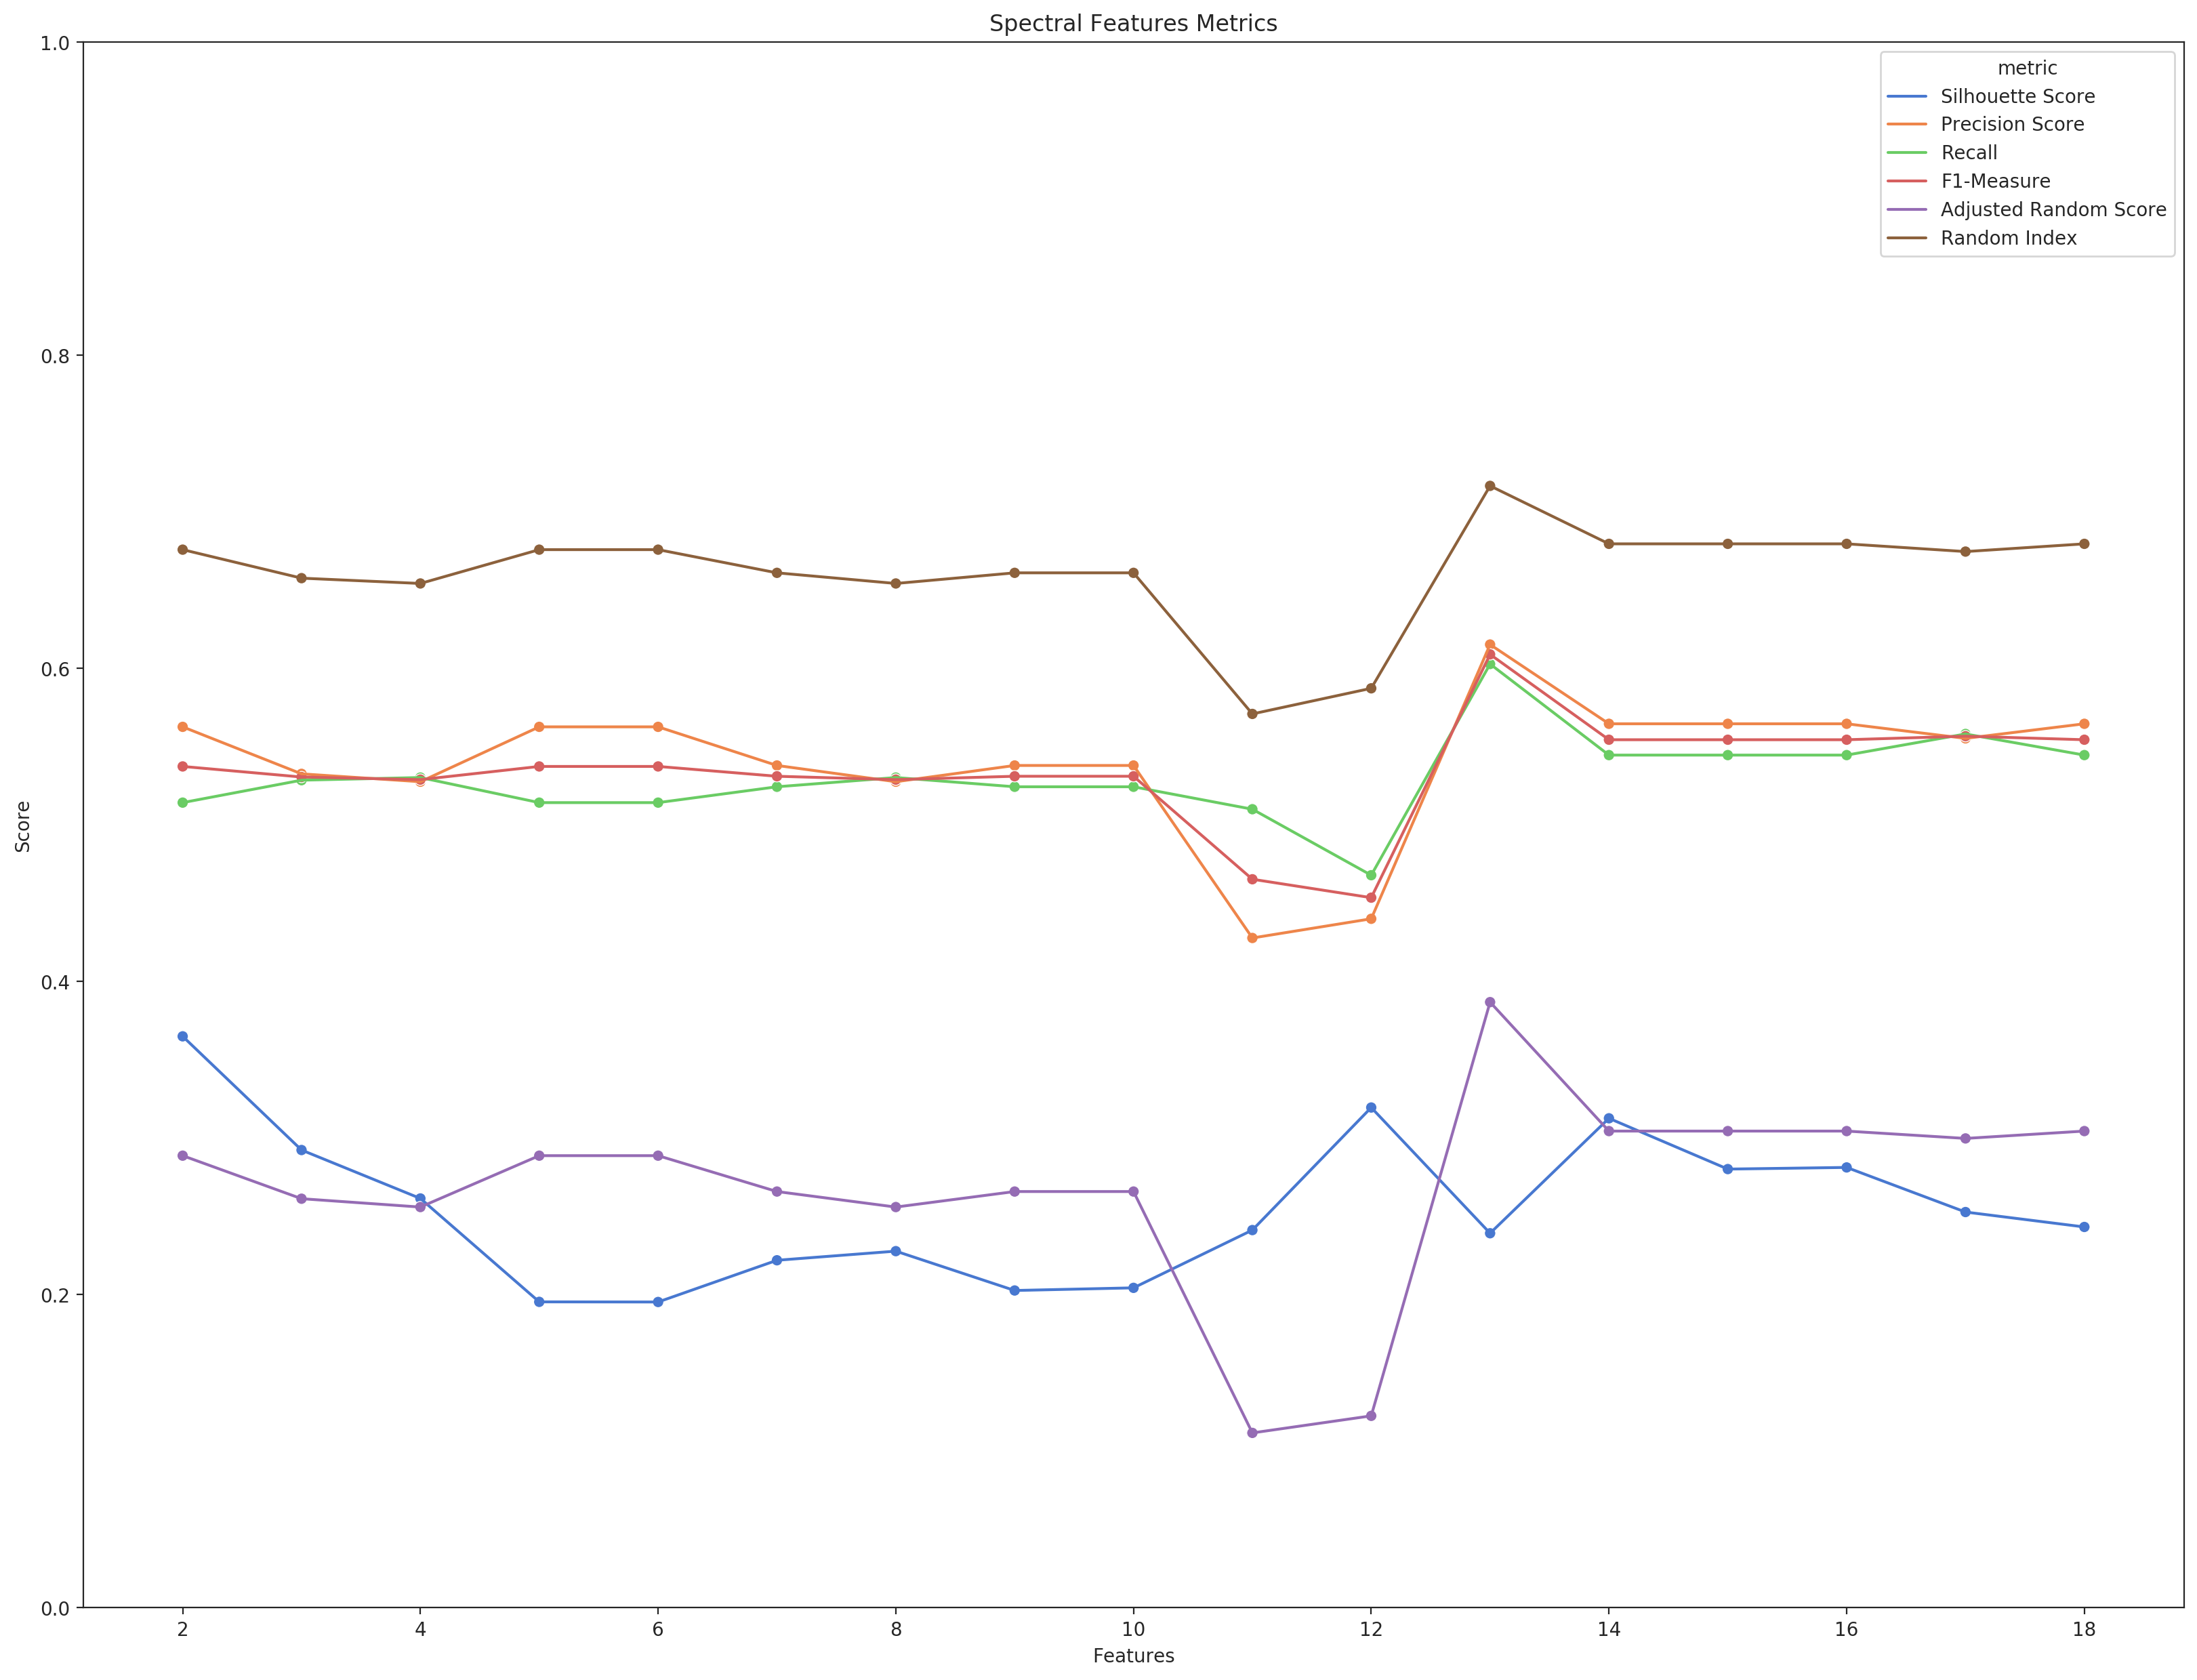 Spectral Features Metrics
metric
Silhouette Score
Precision Score
Recall
F1-Measure
Adjusted Random Score
Random Index
Score
1.0
0.8
0.6
0.4
0.2
0.0
2 4 6 8 10 12 14 16 18
Features